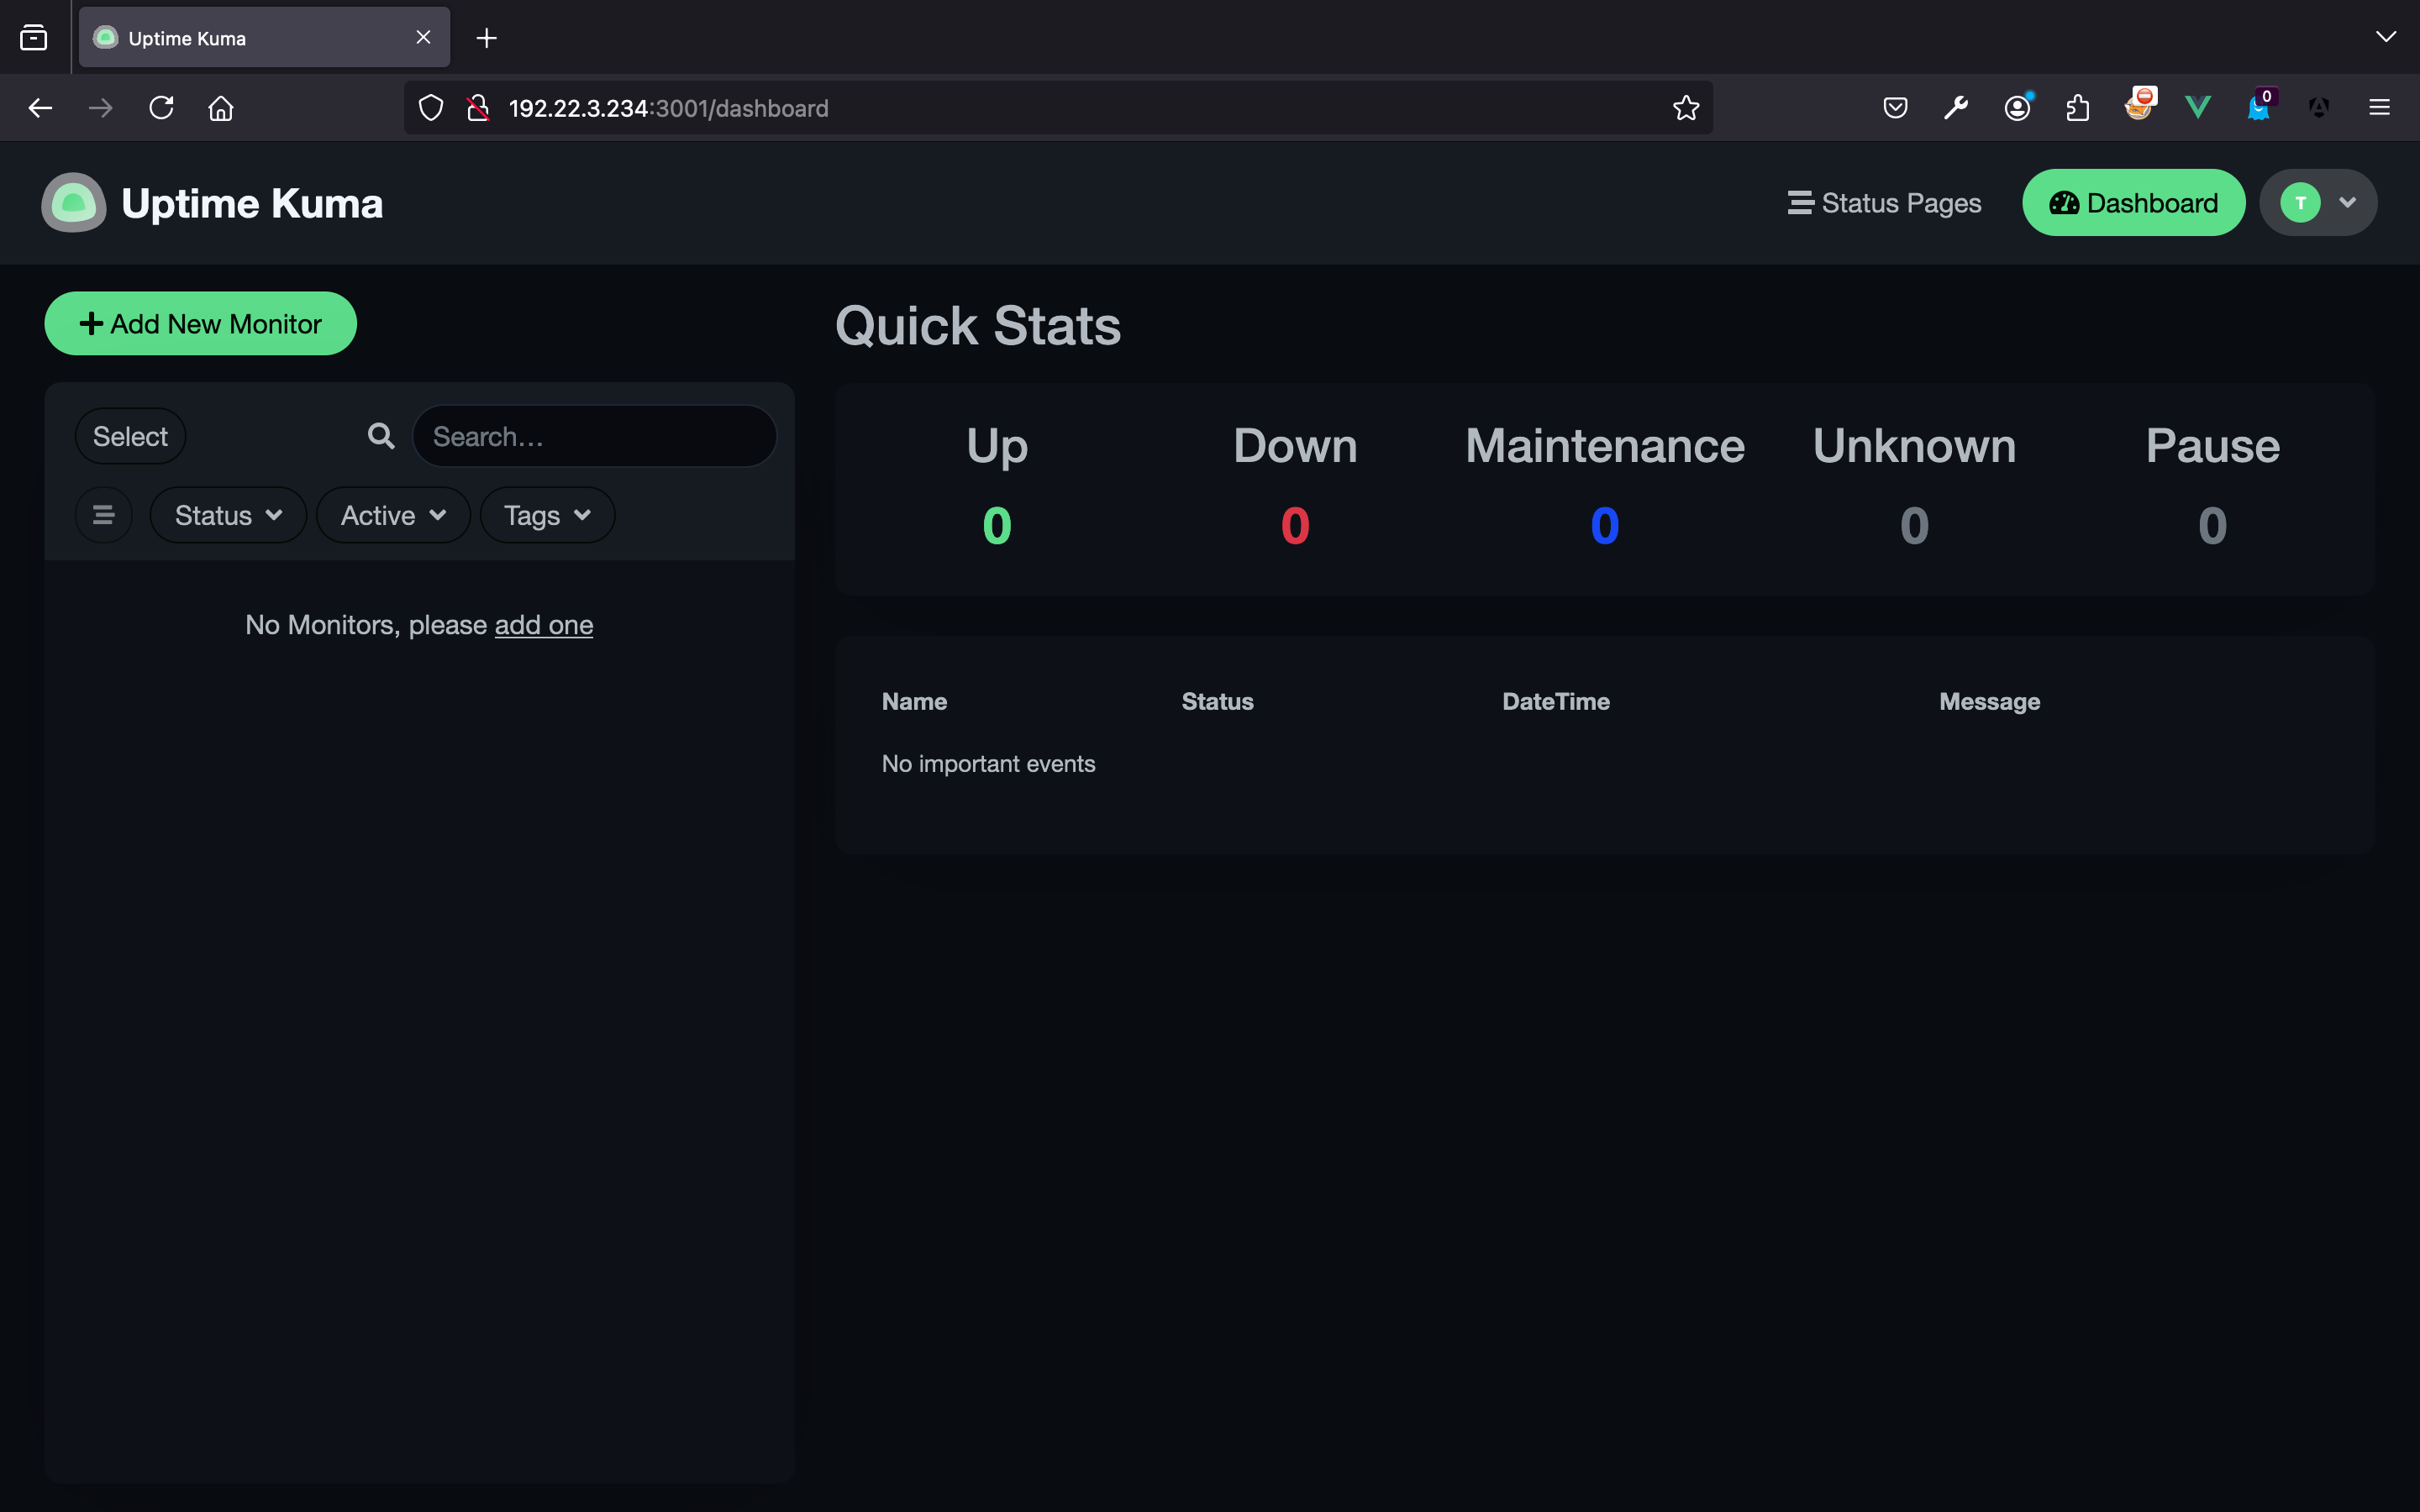 Uptime Kuma
192.22.3.234:3001/dashboard
0
Uptime Kuma
Status Pages
Dashboard
T
Add New Monitor
Select
Search...
Status
Active
Tags
No Monitors, please add one
Quick Stats
Up
Down
Maintenance
Unknown
Pause
0
0
0
0
0
Name
Status
DateTime
Message
No important events